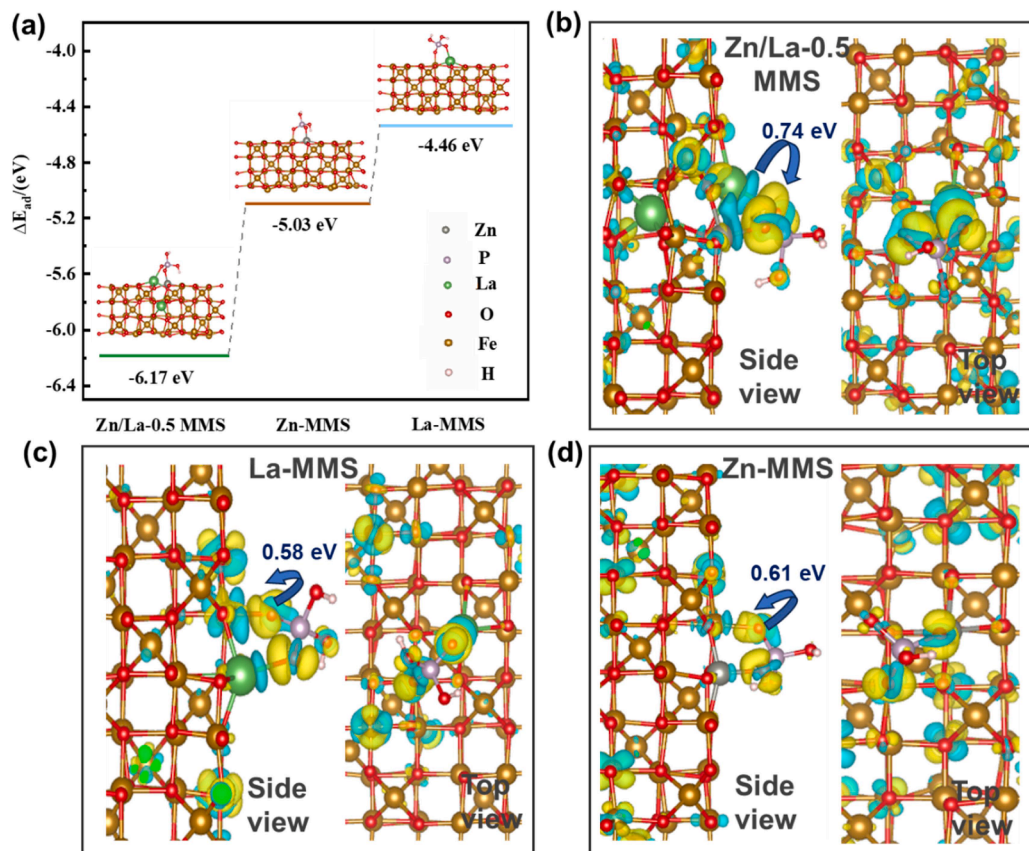 (a)
-4.0
-4.4
-4.8
-5.2
-5.6
-6.0
-6.4
ΔE_ad/(eV)
-4.46 eV
-5.03 eV
-6.17 eV
Zn
P
La
O
Fe
H
Zn/La-0.5 MMS
Zn-MMS
La-MMS
(b)
Zn/La-0.5
MMS
0.74 eV
Side
view
Top
view
(c)
La-MMS
0.58 eV
Side
view
Top
view
(d)
Zn-MMS
0.61 eV
Side
view
Top
view